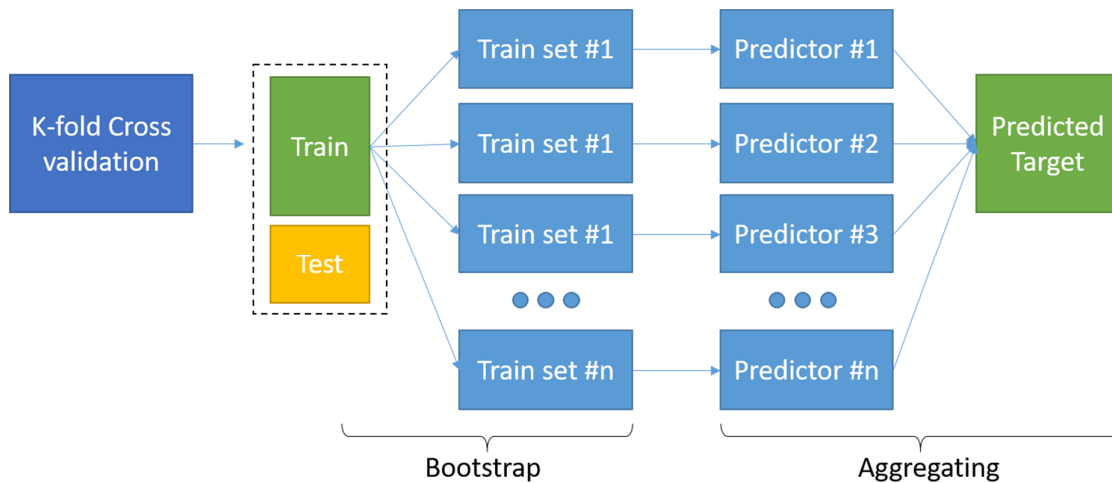 K-fold Cross
validation
Train
Test
Train set #1
Train set #1
Train set #1
Train set #n
Predictor #1
Predictor #2
Predictor #3
Predictor #n
Predicted
Target
Bootstrap
Aggregating